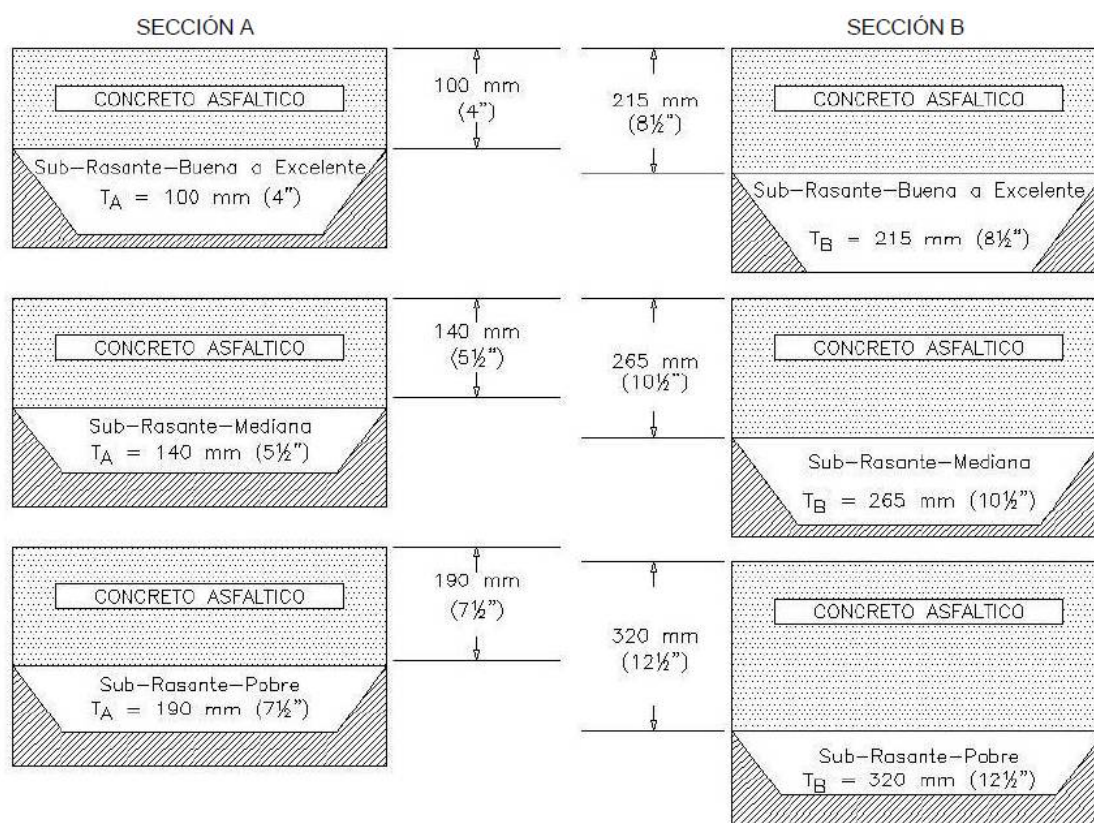 SECCIÓN A
SECCIÓN B
CONCRETO ASFALTICO
Sub-Rasante-Buena a Excelente
TA = 100 mm (4")
100 mm
(4")
215 mm
(8½")
CONCRETO ASFALTICO
Sub-Rasante-Buena a Excelente
TB = 215 mm (8½")
CONCRETO ASFALTICO
Sub-Rasante-Mediana
TA = 140 mm (5½")
140 mm
(5½")
265 mm
(10½")
CONCRETO ASFALTICO
Sub-Rasante-Mediana
TB = 265 mm (10½")
CONCRETO ASFALTICO
Sub-Rasante-Pobre
TA = 190 mm (7½")
190 mm
(7½")
320 mm
(12½")
CONCRETO ASFALTICO
Sub-Rasante-Pobre
TB = 320 mm (12½")